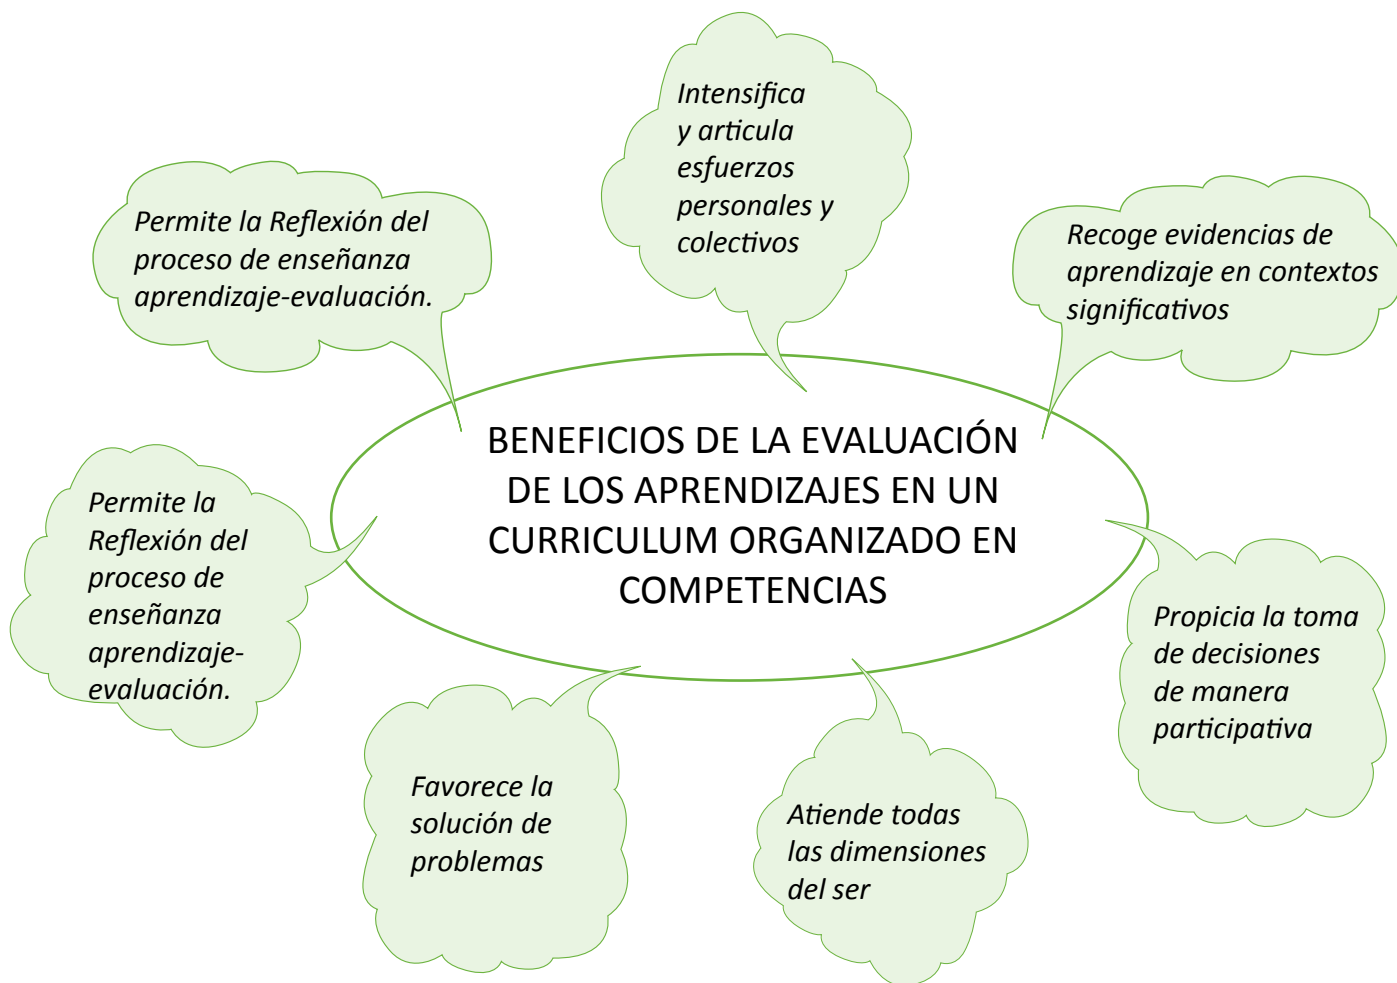 Intensifica
y articula
esfuerzos
personales y
colectivos
Permite la Reflexión del
proceso de enseñanza
aprendizaje-evaluación.
Recoge evidencias de
aprendizaje en contextos
significativos
BENEFICIOS DE LA EVALUACIÓN
DE LOS APRENDIZAJES EN UN
CURRICULUM ORGANIZADO EN
COMPETENCIAS
Permite la
Reflexión del
proceso de
enseñanza
aprendizaje-
evaluación.
Propicia la toma
de decisiones
de manera
participativa
Favorece la
solución de
problemas
Atiende todas
las dimensiones
del ser